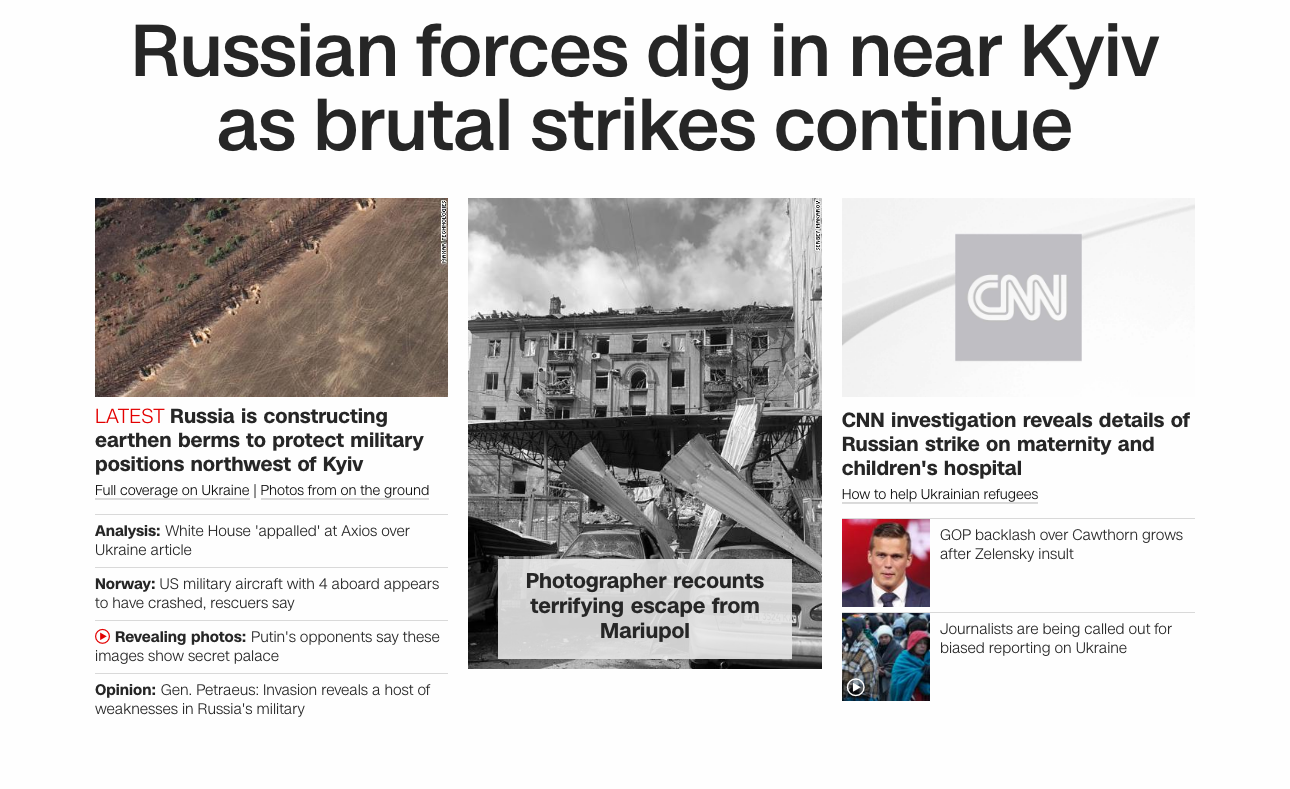 Russian forces dig in near Kyiv
as brutal strikes continue
MAXAR TECHNOLOGIES
LATEST Russia is constructing
earthen berms to protect military
positions northwest of Kyiv
Full coverage on Ukraine | Photos from on the ground
Analysis: White House 'appalled' at Axios over
Ukraine article
Norway: US military aircraft with 4 aboard appears
to have crashed, rescuers say
Revealing photos: Putin's opponents say these
images show secret palace
Opinion: Gen. Petraeus: Invasion reveals a host of
weaknesses in Russia's military
SERGEY MAKAROV
Photographer recounts
terrifying escape from
Mariupol
CNN
CNN investigation reveals details of
Russian strike on maternity and
children's hospital
How to help Ukrainian refugees
GOP backlash over Cawthorn grows
after Zelensky insult
Journalists are being called out for
biased reporting on Ukraine